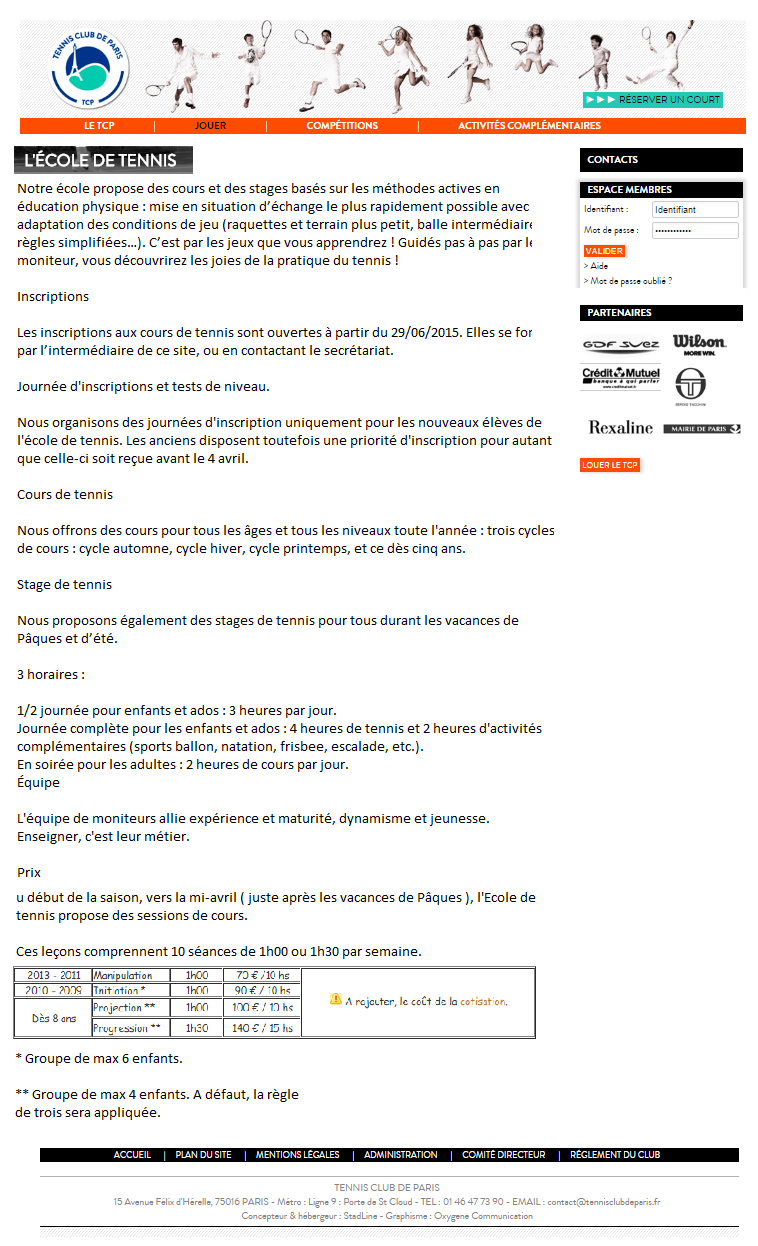 TENNIS CLUB DE PARIS
TCP
►►► RÉSERVER UN COURT
LE TCP | JOUER | COMPÉTITIONS | ACTIVITÉS COMPLÉMENTAIRES
L'ÉCOLE DE TENNIS
Notre école propose des cours et des stages basés sur les méthodes actives en
éducation physique : mise en situation d’échange le plus rapidement possible avec
adaptation des conditions de jeu (raquettes et terrain plus petit, balle intermédiaire
règles simplifiées…). C’est par les jeux que vous apprendrez ! Guidés pas à pas par le
moniteur, vous découvrirez les joies de la pratique du tennis !
Inscriptions
Les inscriptions aux cours de tennis sont ouvertes à partir du 29/06/2015. Elles se for
par l’intermédiaire de ce site, ou en contactant le secrétariat.
Journée d'inscriptions et tests de niveau.
Nous organisons des journées d'inscription uniquement pour les nouveaux élèves de
l'école de tennis. Les anciens disposent toutefois une priorité d'inscription pour autant
que celle-ci soit reçue avant le 4 avril.
Cours de tennis
Nous offrons des cours pour tous les âges et tous les niveaux toute l'année : trois cycles
de cours : cycle automne, cycle hiver, cycle printemps, et ce dès cinq ans.
Stage de tennis
Nous proposons également des stages de tennis pour tous durant les vacances de
Pâques et d’été.
3 horaires :
1/2 journée pour enfants et ados : 3 heures par jour.
Journée complète pour les enfants et ados : 4 heures de tennis et 2 heures d'activités
complémentaires (sports ballon, natation, frisbee, escalade, etc.).
En soirée pour les adultes : 2 heures de cours par jour.
Équipe
L'équipe de moniteurs allie expérience et maturité, dynamisme et jeunesse.
Enseigner, c'est leur métier.
Prix
u début de la saison, vers la mi-avril ( juste après les vacances de Pâques ), l'Ecole de
tennis propose des sessions de cours.
Ces leçons comprennent 10 séances de 1h00 ou 1h30 par semaine.
2013 - 2011 Manipulation 1h00 70 € / 10 hs
2010 - 2009 Initiation * 1h00 90 € / 10 hs
Dès 8 ans Projection ** 1h00 100 € / 10 hs
Progression ** 1h30 140 € / 15 hs
A rajouter, le coût de la cotisation.
* Groupe de max 6 enfants.
** Groupe de max 4 enfants. A défaut, la règle
de trois sera appliquée.
CONTACTS
ESPACE MEMBRES
Identifiant : Identifiant
Mot de passe : ••••••••••••
VALIDER
> Aide
> Mot de passe oublié ?
PARTENAIRES
GDF SUEZ
Wilson.
MORE WIN.
Crédit Mutuel
banque à qui parler
www.creditmutuel.fr
SERGIO TACCHINI
Rexaline
MAIRIE DE PARIS
LOUER LE TCP
ACCUEIL | PLAN DU SITE | MENTIONS LÉGALES | ADMINISTRATION | COMITÉ DIRECTEUR | RÉGLEMENT DU CLUB
TENNIS CLUB DE PARIS
15 Avenue Félix d'Hérelle, 75016 PARIS - Métro : Ligne 9 : Porte de St Cloud - TEL : 01 46 47 73 90 - EMAIL : contact@tennisclubdeparis.fr
Concepteur & hébergeur : StadLine - Graphisme : Oxygene Communication